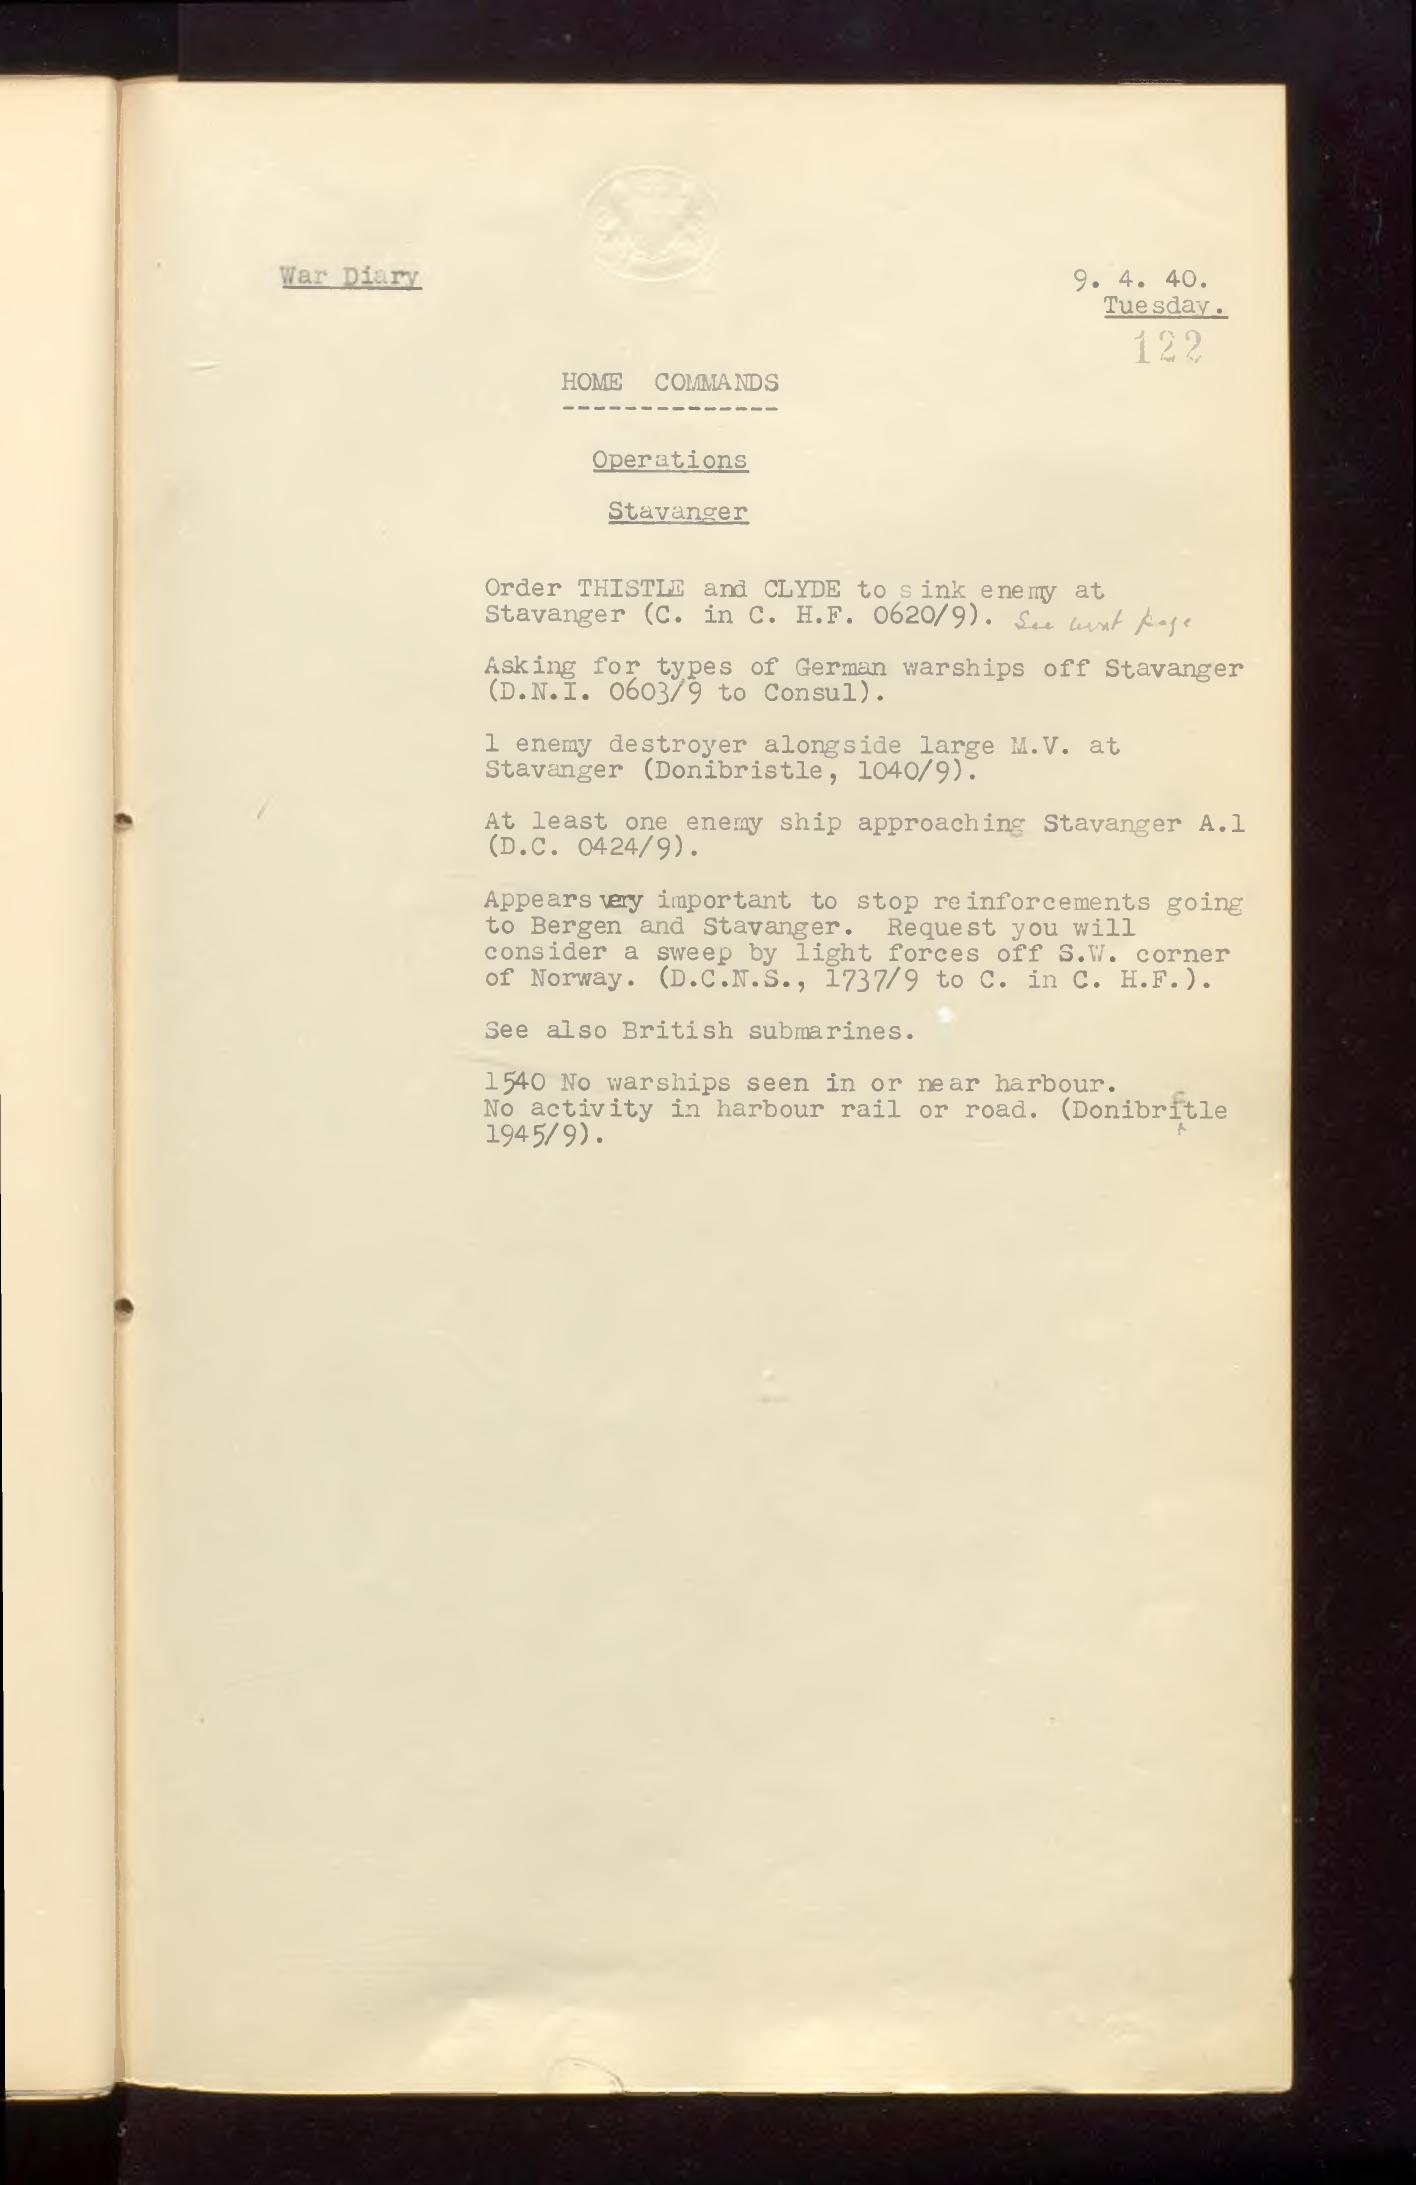 War Diary
9. 4. 40.
Tuesday.
122
HOME COMMANDS
Operations
Stavanger
Order THISTLE and CLYDE to sink enemy at
Stavanger (C. in C. H.F. 0620/9). See next page
Asking for types of German warships off Stavanger
(D.N.I. 0603/9 to Consul).
1 enemy destroyer alongside large M.V. at
Stavanger (Donibristle, 1040/9).
At least one enemy ship approaching Stavanger A.1
(D.C. 0424/9).
Appears very important to stop reinforcements going
to Bergen and Stavanger. Request you will
consider a sweep by light forces off S.W. corner
of Norway. (D.C.N.S., 1737/9 to C. in C. H.F.).
See also British submarines.
1540 No warships seen in or near harbour.
No activity in harbour rail or road. (Donibristle
1945/9).